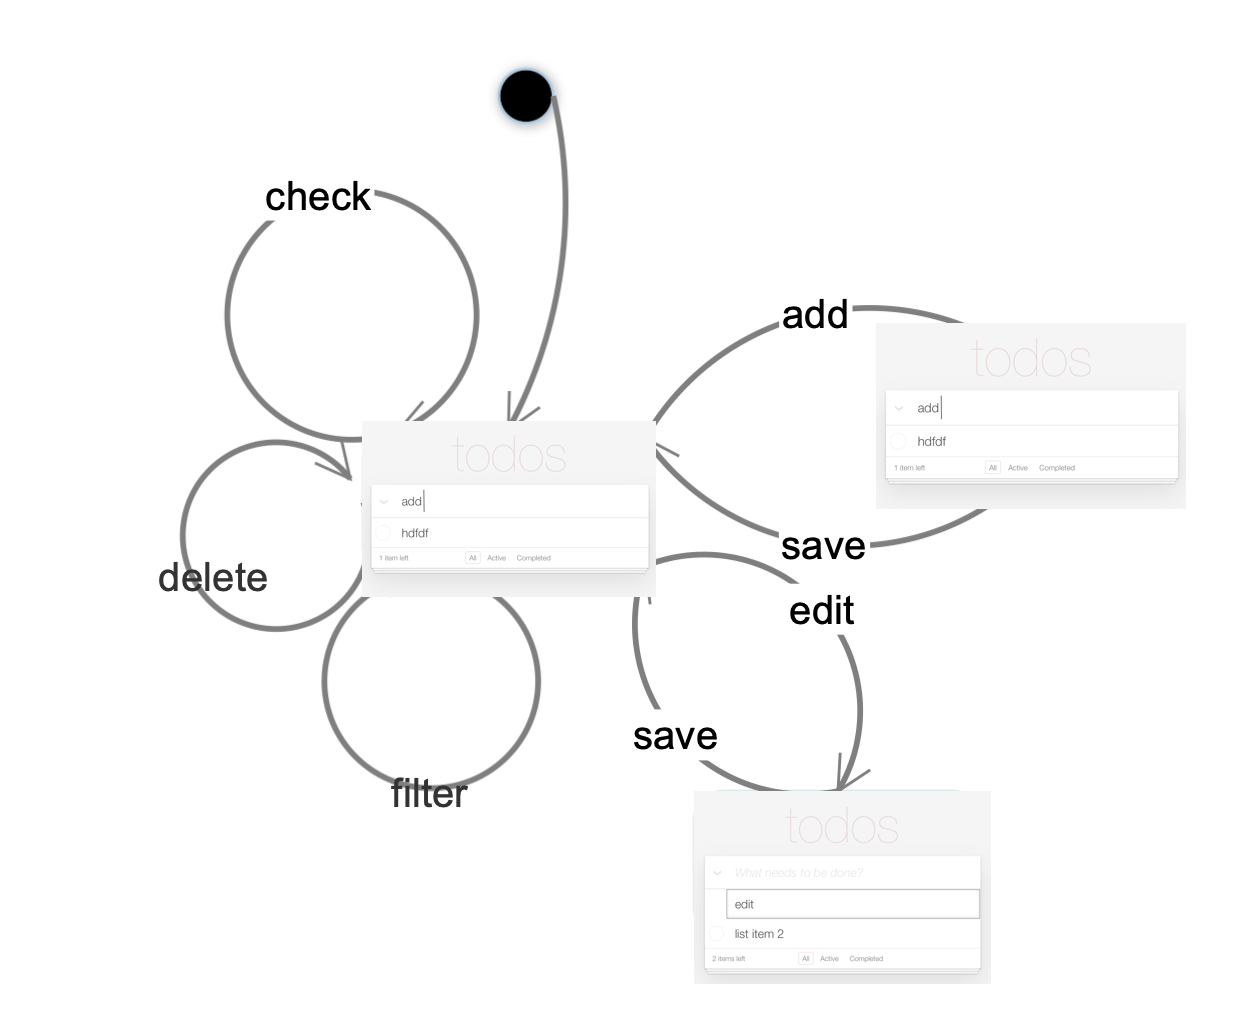 check
add
todos
add
hdfdf
1 item left All Active Completed
save
todos
add
hdfdf
1 item left All Active Completed
delete
edit
filter
save
todos
What needs to be done?
edit
list item 2
2 items left All Active Completed